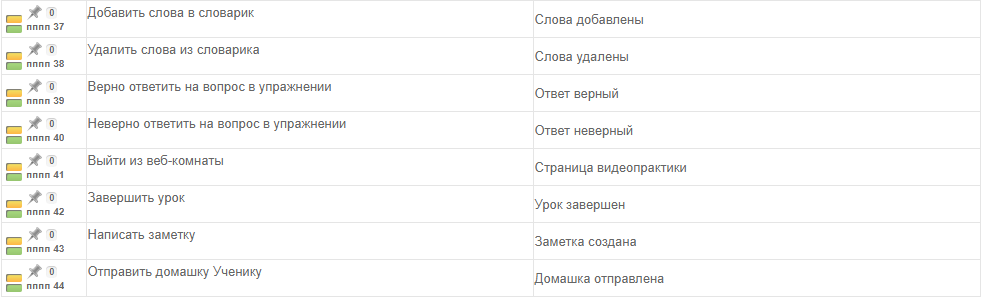 0
пппп 37
Добавить слова в словарик
Слова добавлены
0
пппп 38
Удалить слова из словарика
Слова удалены
0
пппп 39
Верно ответить на вопрос в упражнении
Ответ верный
0
пппп 40
Неверно ответить на вопрос в упражнении
Ответ неверный
0
пппп 41
Выйти из веб-комнаты
Страница видеопрактики
0
пппп 42
Завершить урок
Урок завершен
0
пппп 43
Написать заметку
Заметка создана
0
пппп 44
Отправить домашку Ученику
Домашка отправлена